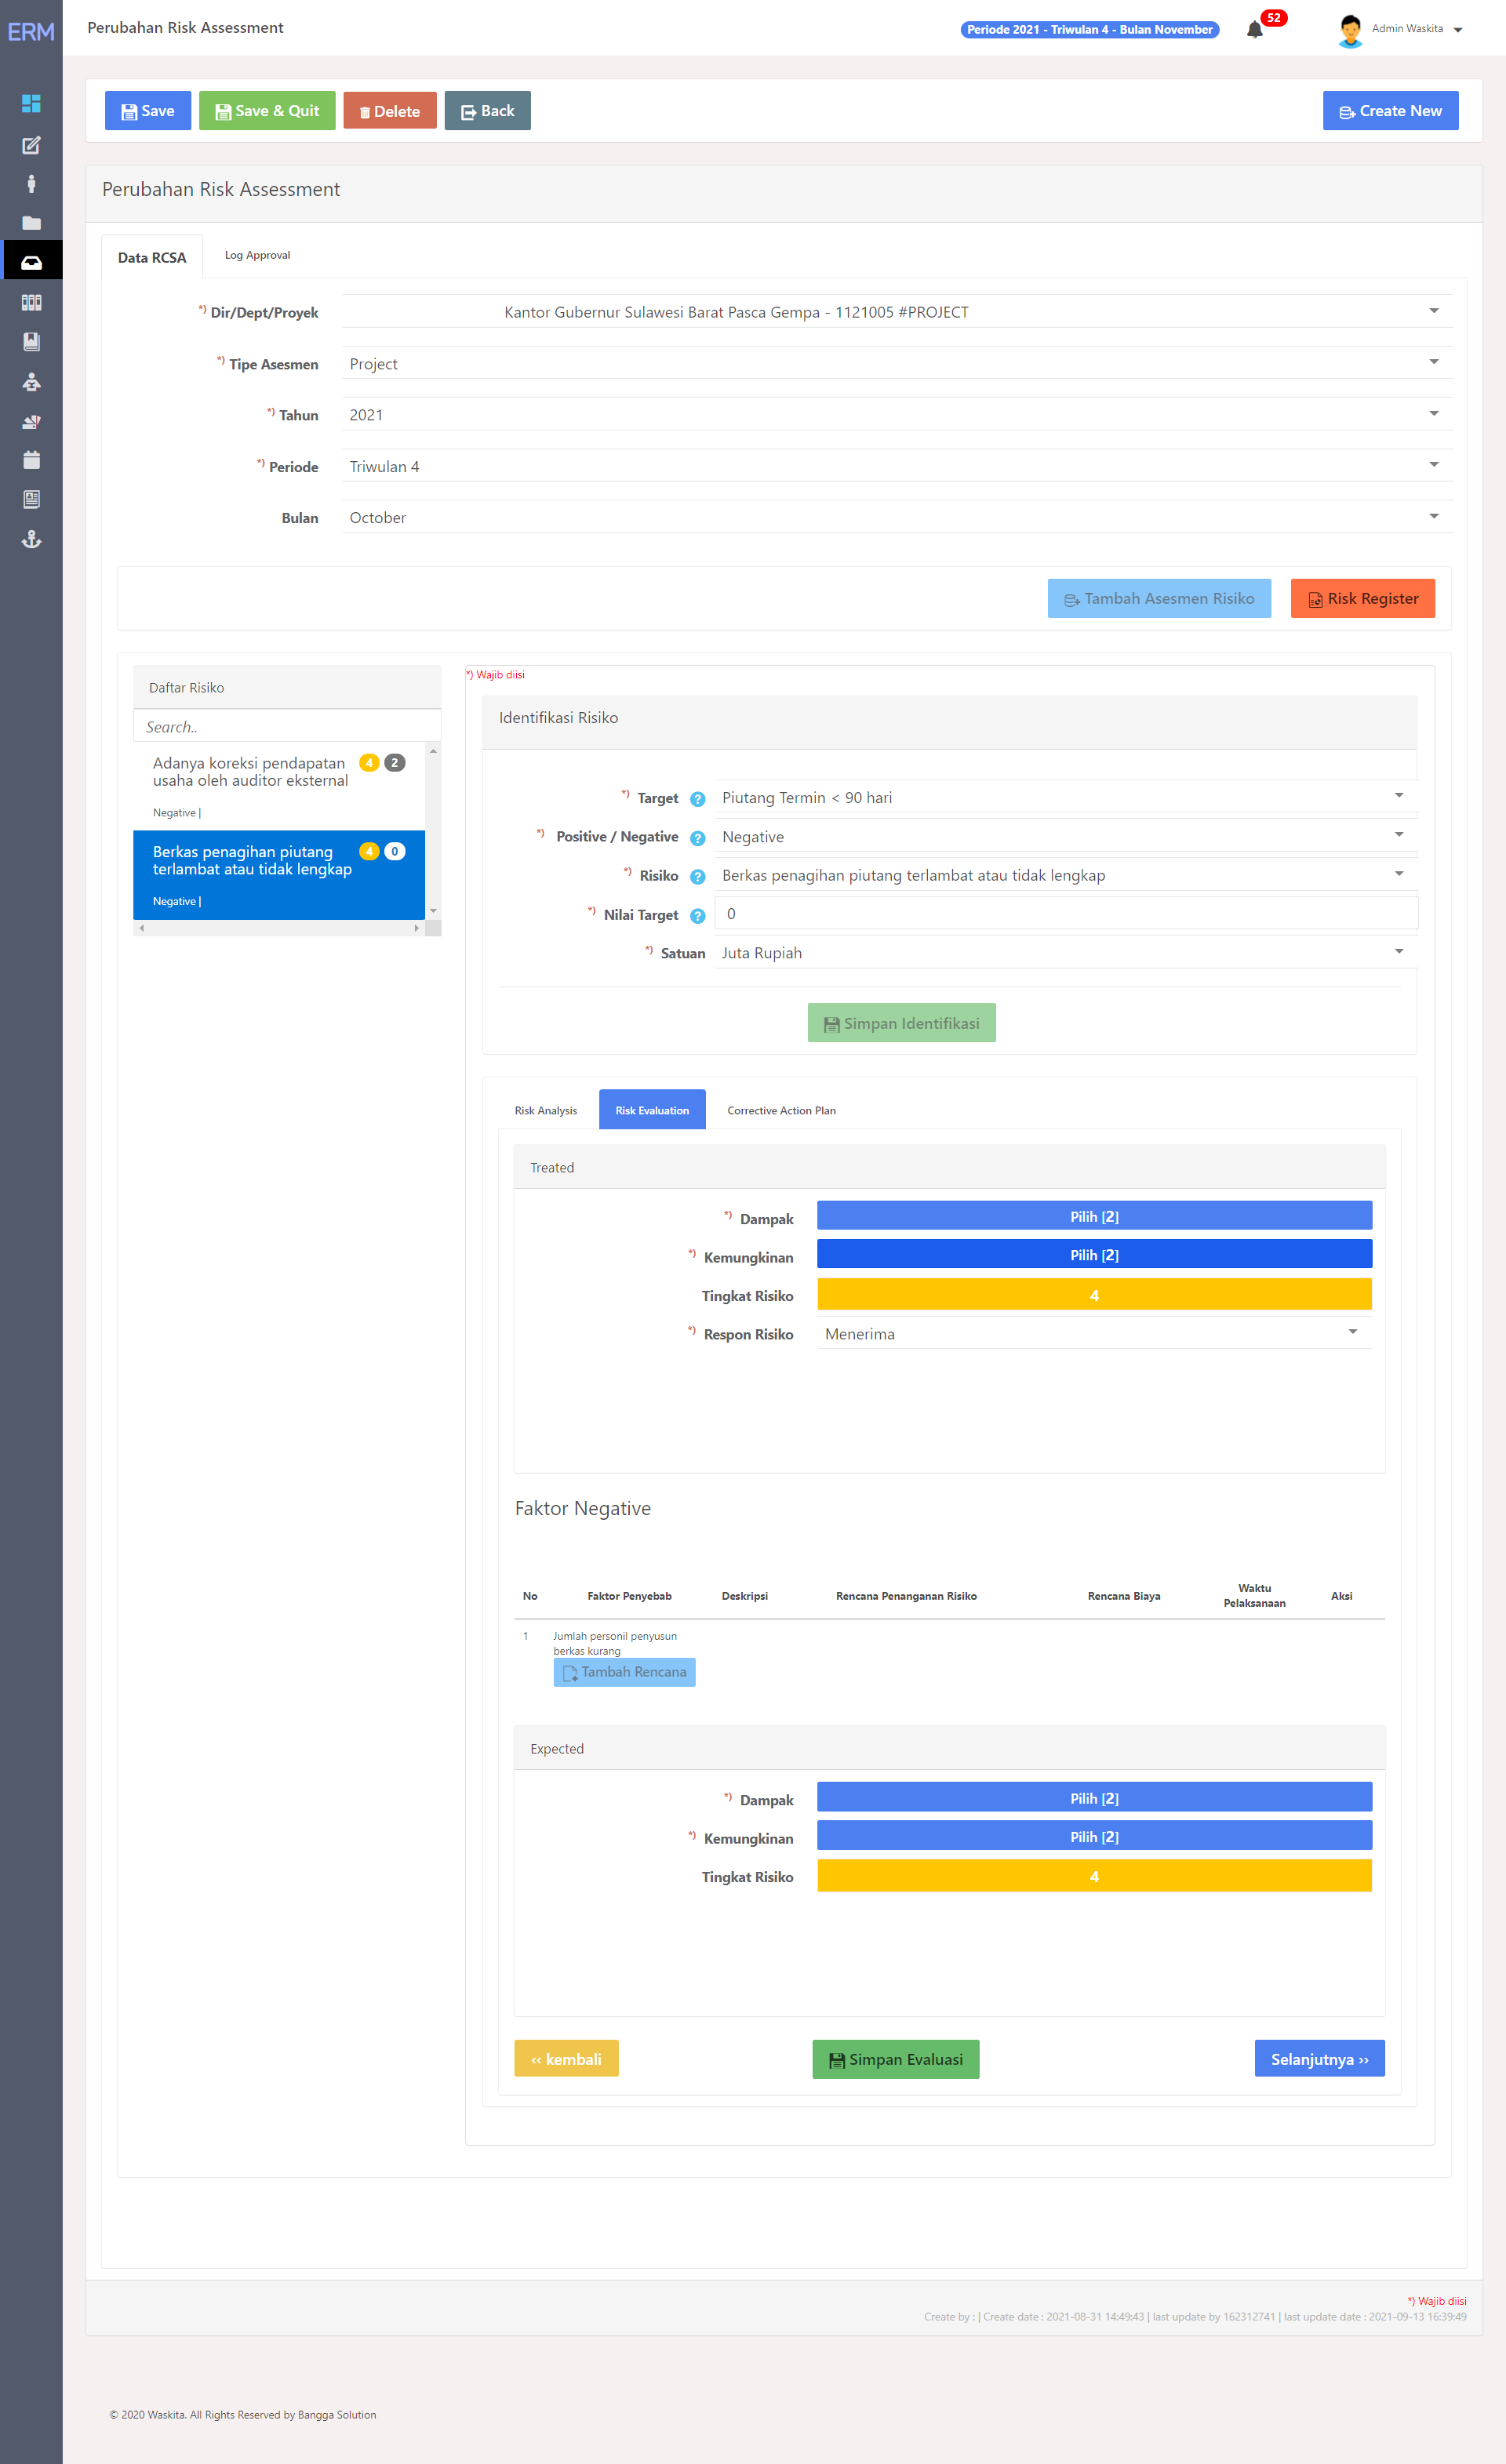 ERM
Perubahan Risk Assessment
Periode 2021 - Triwulan 4 - Bulan November
52
Admin Waskita
Save
Save & Quit
Delete
Back
Create New
Perubahan Risk Assessment
Data RCSA
Log Approval
*) Dir/Dept/Proyek
Kantor Gubernur Sulawesi Barat Pasca Gempa - 1121005 #PROJECT
*) Tipe Asesmen
Project
*) Tahun
2021
*) Periode
Triwulan 4
Bulan
October
Tambah Asesmen Risiko
Risk Register
Daftar Risiko
Search..
Adanya koreksi pendapatan
usaha oleh auditor eksternal
4 2
Negative |
Berkas penagihan piutang
terlambat atau tidak lengkap
4 0
Negative |
*) Wajib diisi
Identifikasi Risiko
*) Target ?
Piutang Termin < 90 hari
*) Positive / Negative ?
Negative
*) Risiko ?
Berkas penagihan piutang terlambat atau tidak lengkap
*) Nilai Target ?
0
*) Satuan
Juta Rupiah
Simpan Identifikasi
Risk Analysis
Risk Evaluation
Corrective Action Plan
Treated
*) Dampak
Pilih [2]
*) Kemungkinan
Pilih [2]
Tingkat Risiko
4
*) Respon Risiko
Menerima
Faktor Negative
No
Faktor Penyebab
Deskripsi
Rencana Penanganan Risiko
Rencana Biaya
Waktu
Pelaksanaan
Aksi
1
Jumlah personil penyusun
berkas kurang
Tambah Rencana
Expected
*) Dampak
Pilih [2]
*) Kemungkinan
Pilih [2]
Tingkat Risiko
4
‹‹ kembali
Simpan Evaluasi
Selanjutnya ››
*) Wajib diisi
Create by : | Create date : 2021-08-31 14:49:43 | last update by 162312741 | last update date : 2021-09-13 16:39:49
© 2020 Waskita. All Rights Reserved by Bangga Solution